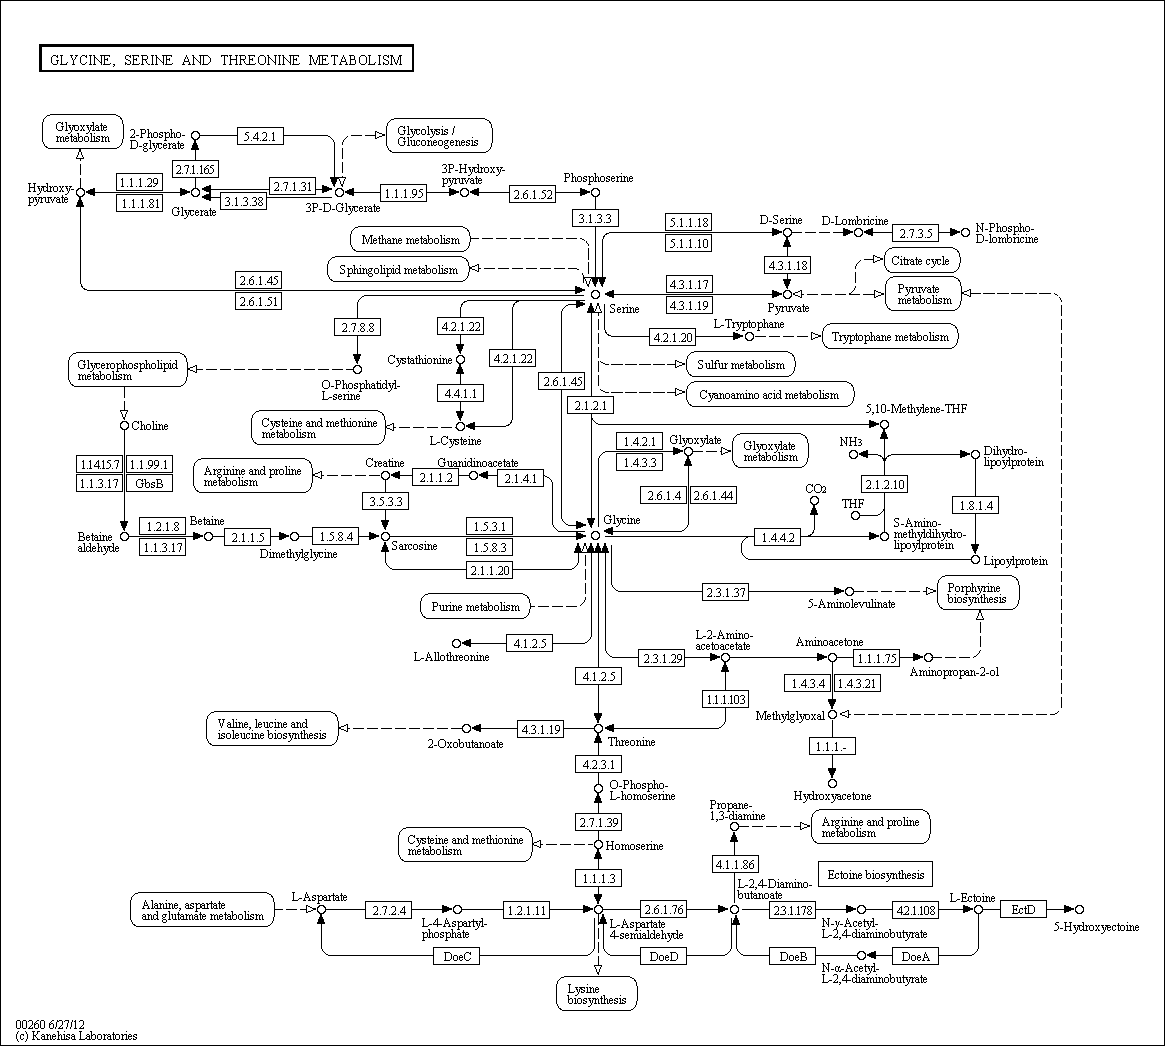 GLYCINE, SERINE AND THREONINE METABOLISM
Glyoxylate
metabolism
2-Phospho-
D-glycerate
5.4.2.1
Glycolysis /
Gluconeogenesis
2.7.1.165
3P-Hydroxy-
pyruvate
Phosphoserine
Hydroxy-
pyruvate
1.1.1.29
1.1.1.81
Glycerate
2.7.1.31
3.1.3.38
3P-D-Glycerate
1.1.1.95
2.6.1.52
3.1.3.3
Methane metabolism
Sphingolipid metabolism
5.1.1.18
5.1.1.10
D-Serine
D-Lombricine
2.7.3.5
N-Phospho-
D-lombricine
4.3.1.18
Citrate cycle
2.6.1.45
2.6.1.51
4.3.1.17
4.3.1.19
Serine
Pyruvate
Pyruvate
metabolism
2.7.8.8
4.2.1.22
4.2.1.20
L-Tryptophane
Tryptophane metabolism
Cystathionine
4.2.1.22
Sulfur metabolism
Glycerophospholipid
metabolism
O-Phosphatidyl-
L-serine
4.4.1.1
2.6.1.45
2.1.2.1
Cyanoamino acid metabolism
5,10-Methylene-THF
Choline
Cysteine and methionine
metabolism
L-Cysteine
1.4.2.1
1.4.3.3
Glyoxylate
Glyoxylate
metabolism
NH3
Dihydro-
lipoylprotein
1.14.15.7
1.1.99.1
1.1.3.17
GbsB
Arginine and proline
metabolism
Creatine
Guanidinoacetate
2.1.1.2
2.1.4.1
2.6.1.4
2.6.1.44
2.1.2.10
CO2
THF
1.8.1.4
3.5.3.3
Betaine
aldehyde
1.2.1.8
1.1.3.17
Betaine
2.1.1.5
Dimethylglycine
1.5.8.4
Sarcosine
1.5.3.1
1.5.8.3
2.1.1.20
Glycine
1.4.4.2
S-Amino-
methyldihydro-
lipoylprotein
Lipoylprotein
Purine metabolism
2.3.1.37
5-Aminolevulinate
Porphyrine
biosynthesis
L-Allothreonine
4.1.2.5
2.3.1.29
L-2-Amino-
acetoacetate
Aminoacetone
1.1.1.75
Aminopropan-2-ol
4.1.2.5
1.1.1.103
1.4.3.4
1.4.3.21
Methylglyoxal
Valine, leucine and
isoleucine biosynthesis
2-Oxobutanoate
4.3.1.19
Threonine
1.1.1.-
4.2.3.1
Hydroxyacetone
O-Phospho-
L-homoserine
2.7.1.39
Propane-
1,3-diamine
Arginine and proline
metabolism
Cysteine and methionine
metabolism
Homoserine
4.1.1.86
Ectoine biosynthesis
1.1.1.3
L-2,4-Diamino-
butanoate
Alanine, aspartate
and glutamate metabolism
L-Aspartate
2.7.2.4
L-4-Aspartyl-
phosphate
1.2.1.11
L-Aspartate
4-semialdehyde
2.6.1.76
2.3.1.178
N-γ-Acetyl-
L-2,4-diaminobutyrate
4.2.1.108
L-Ectoine
EctD
5-Hydroxyectoine
DoeC
DoeD
DoeB
DoeA
N-α-Acetyl-
L-2,4-diaminobutyrate
Lysine
biosynthesis
00260 6/27/12
(c) Kanehisa Laboratories